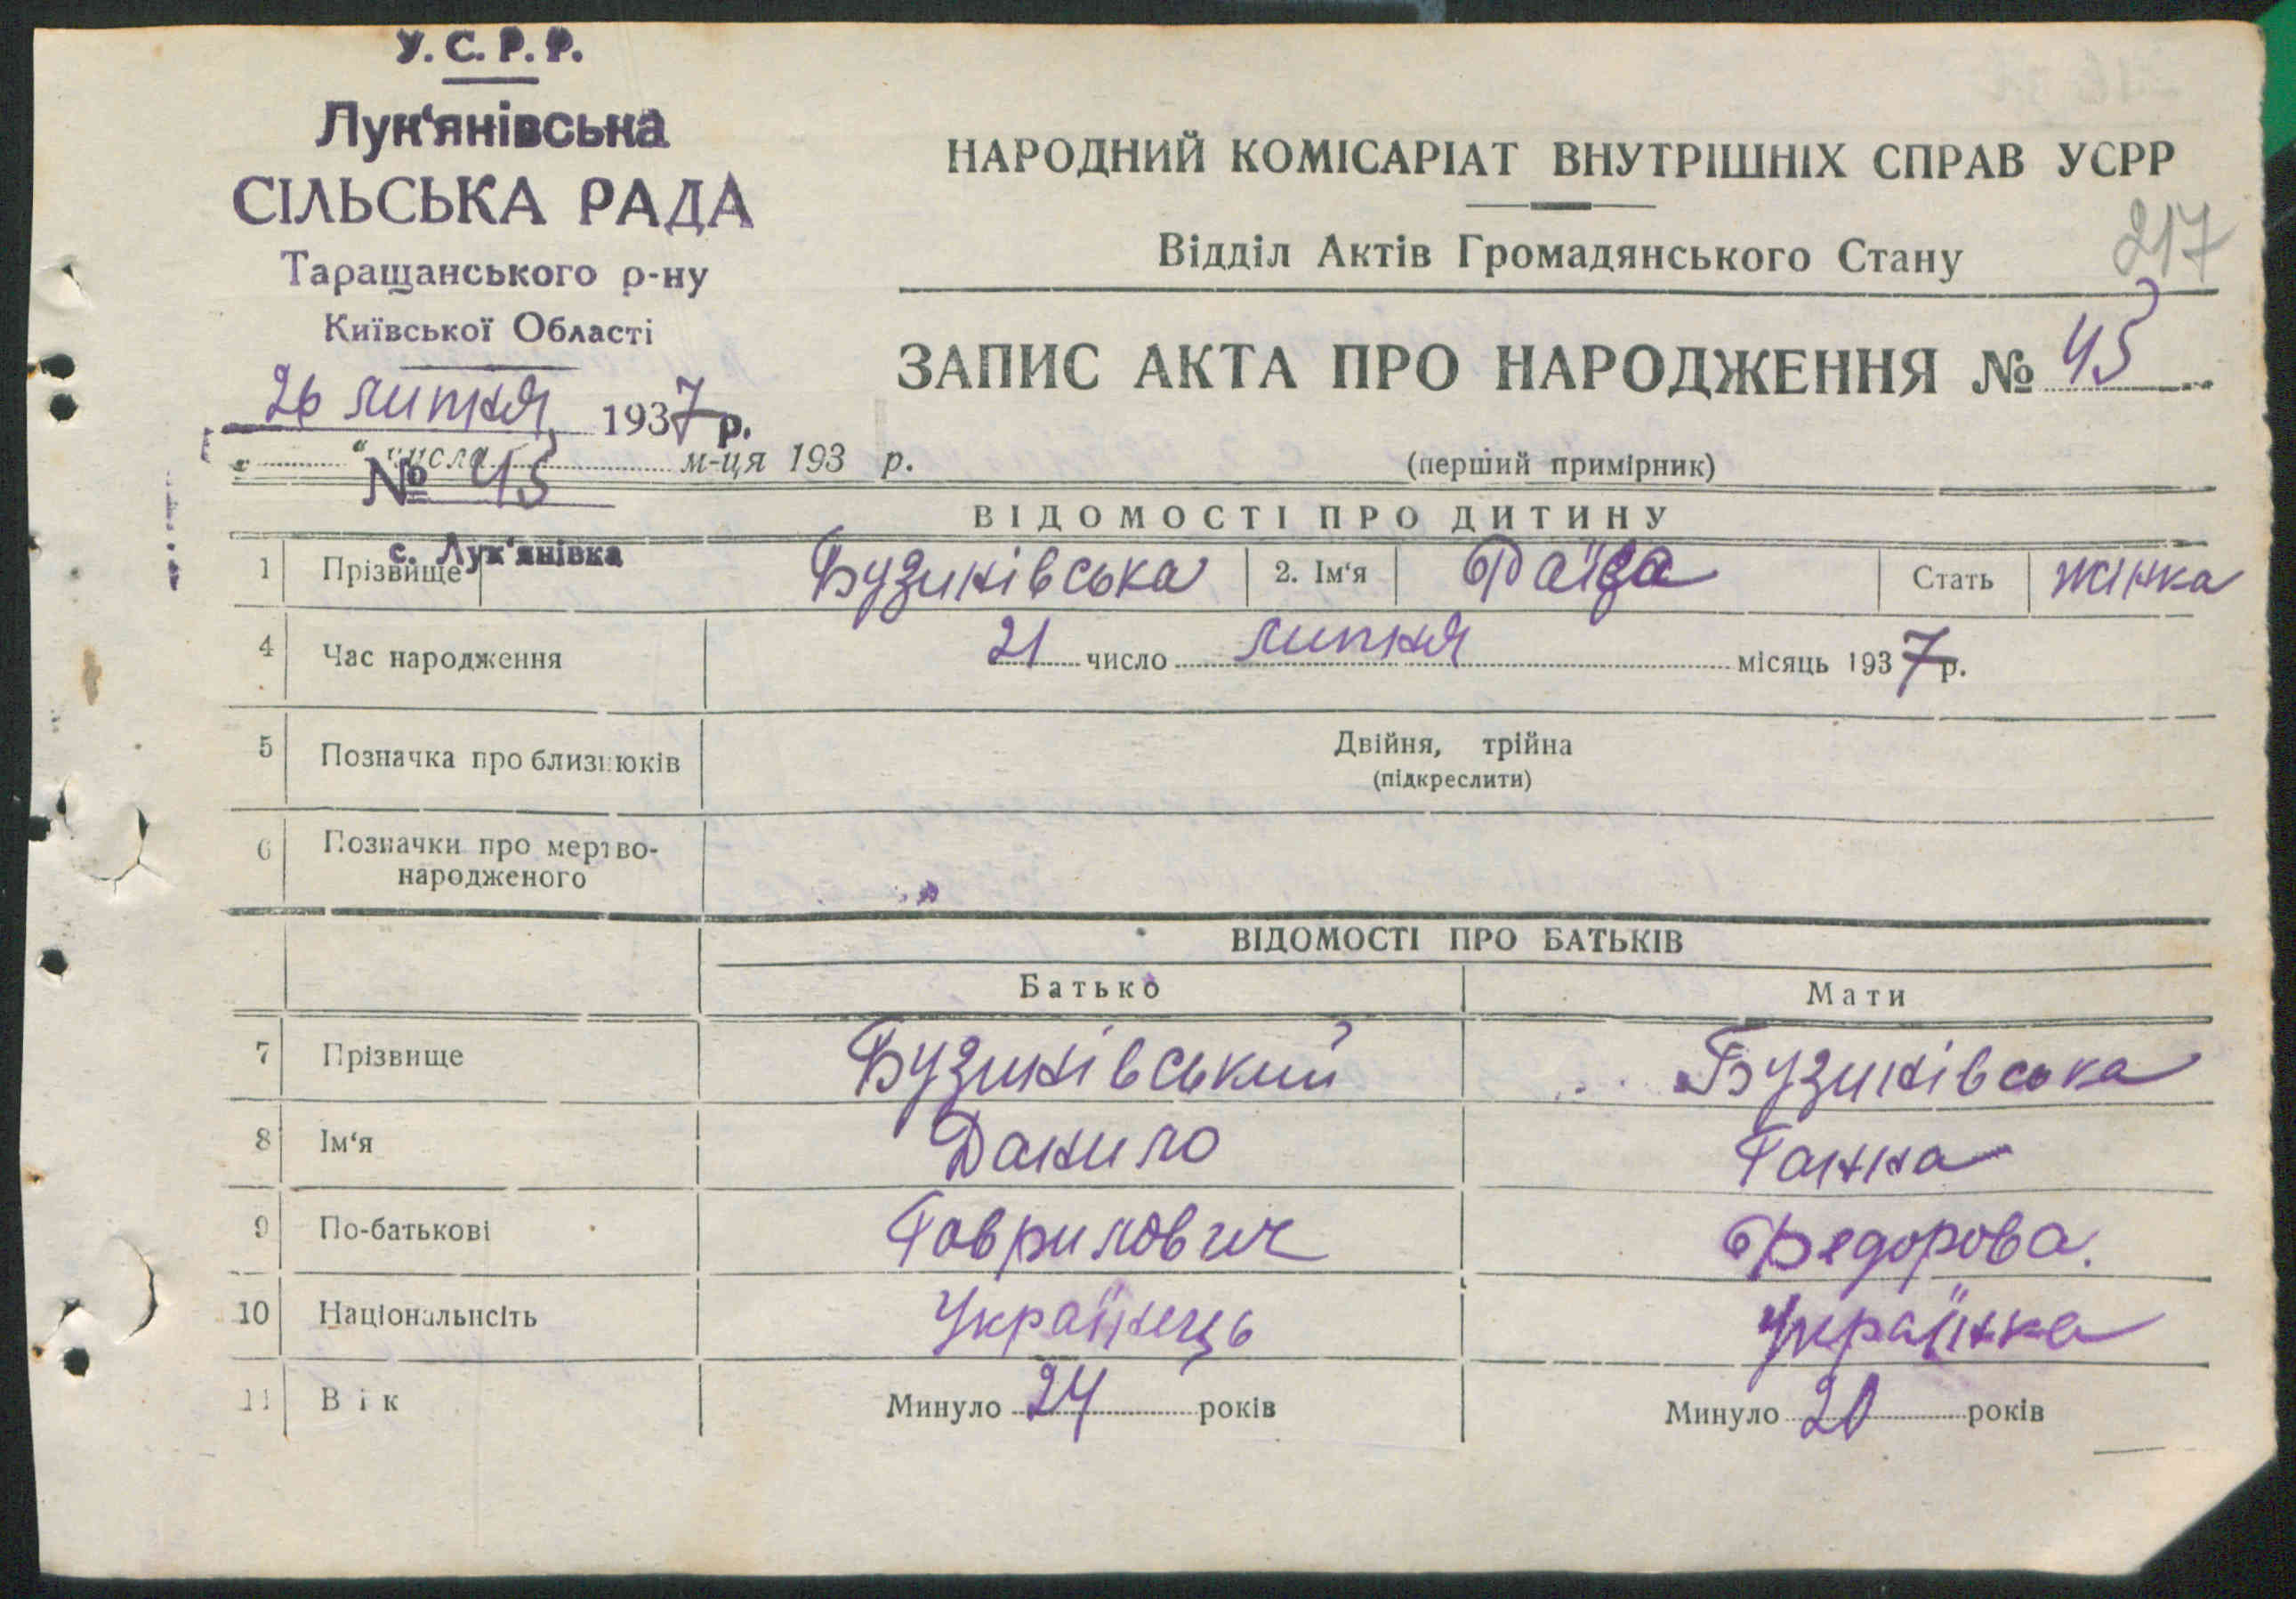 У.С.Р.Р.
Лук'янівська
СІЛЬСЬКА РАДА
Таращанського р-ну
Київської Області
26 липня 1937 р.
" числа м-ця 193 р.
№ 45
с. Лук'янівка
НАРОДНИЙ КОМІСАРІАТ ВНУТРІШНІХ СПРАВ УСРР
217
Відділ Актів Громадянського Стану
ЗАПИС АКТА ПРО НАРОДЖЕННЯ № 45
(перший примірник)
ВІДОМОСТІ ПРО ДИТИНУ
1 Прізвище Бузиківська 2. Ім'я Раїса Стать жінка
4 Час народження 21 число липня місяць 1937 р.
5 Позначка про близнюків Двійня, трійна
(підкреслити)
6 Позначки про мертво-
народженого
ВІДОМОСТІ ПРО БАТЬКІВ
Батько Мати
7 Прізвище Бузиківський Бузиківська
8 Ім'я Данило Ганна
9 По-батькові Гаврилович Федорова.
10 Національнсіть Українець Українка
11 Вік Минуло 24 років Минуло 20 років